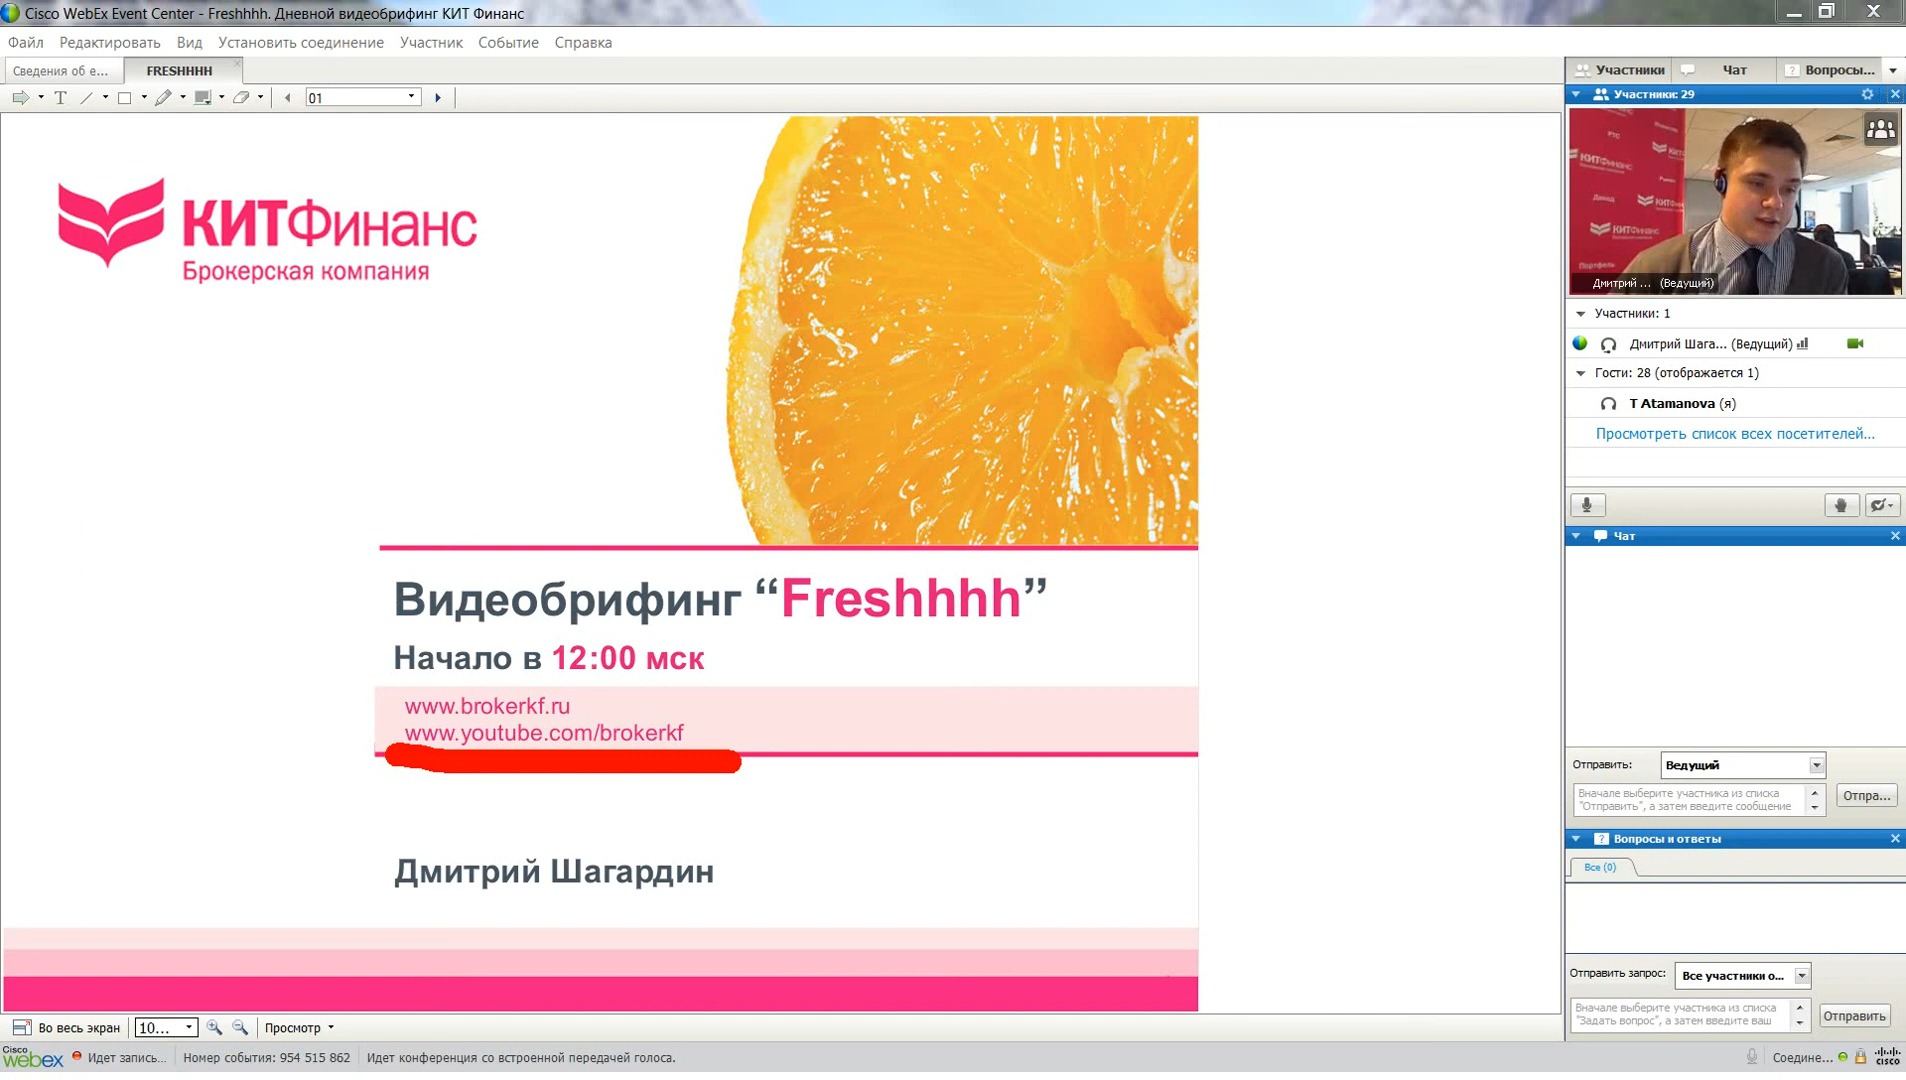 Cisco WebEx Event Center - Freshhhh. Дневной видеобрифинг КИТ Финанс
Файл Редактировать Вид Установить соединение Участник Событие Справка
Сведения об е... FRESHHHH
01
КИТФинанс
Брокерская компания
Видеобрифинг “Freshhhh”
Начало в 12:00 мск
www.brokerkf.ru
www.youtube.com/brokerkf
Дмитрий Шагардин
Участники Чат Вопросы...
Участники: 29
РТС
КИТФинанс
Доход
КИТФинанс
Портфель
Дмитрий ... (Ведущий)
Участники: 1
Дмитрий Шага... (Ведущий)
Гости: 28 (отображается 1)
T Atamanova (я)
Просмотреть список всех посетителей...
Чат
Отправить: Ведущий
Вначале выберите участника из списка
"Отправить", а затем введите сообщение
Отпра...
Вопросы и ответы
Все (0)
Отправить запрос: Все участники о...
Вначале выберите участника из списка
"Задать вопрос", а затем введите ваш
Отправить
Во весь экран 10... Просмотр
Cisco webex Идет запись... Номер события: 954 515 862 Идет конференция со встроенной передачей голоса. Соедине... cisco